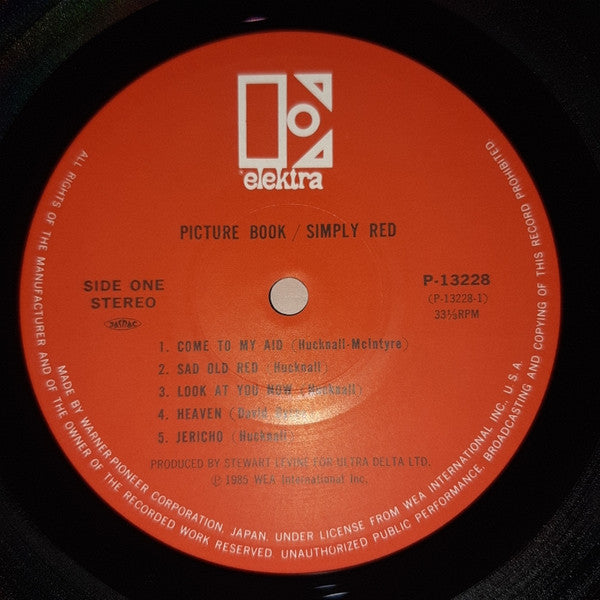 elektra
PICTURE BOOK / SIMPLY RED
SIDE ONE
STEREO
JASRAC
P-13228
(P-13228-1)
33⅓RPM
1. COME TO MY AID (Hucknall-McIntyre)
2. SAD OLD RED (Hucknall)
3. LOOK AT YOU NOW (Hucknall)
4. HEAVEN (David
5. JERICHO (Hucknall)
PRODUCED BY STEWART LEVINE FOR ULTRA DELTA LTD.
℗ 1985 WEA International Inc.
ALL RIGHTS OF THE MANUFACTURER AND OF THE OWNER OF THE RECORDED WORK RESERVED. UNAUTHORIZED PUBLIC PERFORMANCE, BROADCASTING AND COPYING OF THIS RECORD PROHIBITED.
MADE BY WARNER-PIONEER CORPORATION, JAPAN, UNDER LICENSE FROM WEA INTERNATIONAL INC., U.S.A.